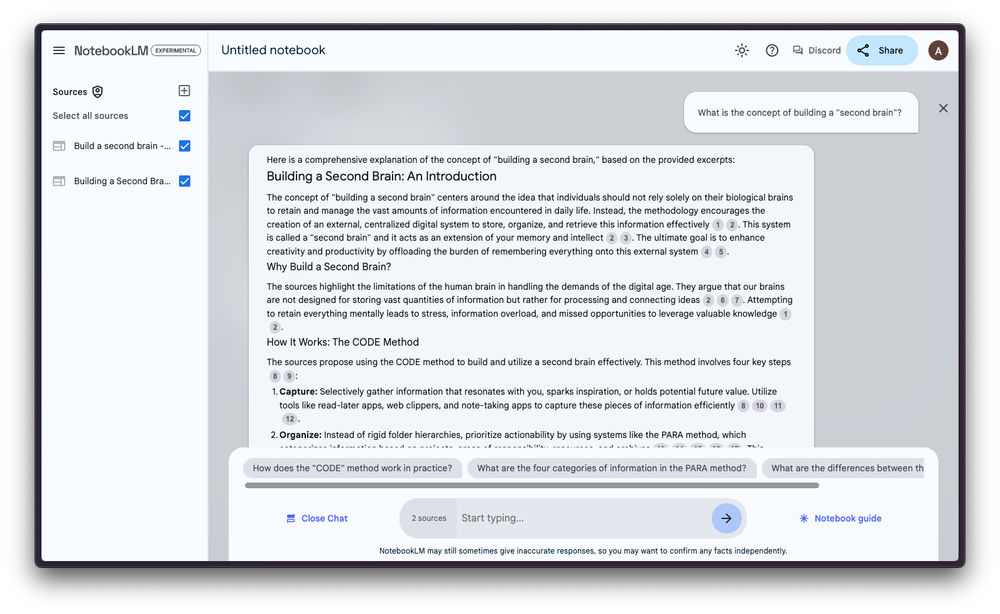 NotebookLM EXPERIMENTAL
Untitled notebook
Discord
Share
A
Sources
Select all sources
Build a second brain -...
Building a Second Bra...
What is the concept of building a "second brain"?
Here is a comprehensive explanation of the concept of "building a second brain," based on the provided excerpts:
Building a Second Brain: An Introduction
The concept of "building a second brain" centers around the idea that individuals should not rely solely on their biological brains
to retain and manage the vast amounts of information encountered in daily life. Instead, the methodology encourages the
creation of an external, centralized digital system to store, organize, and retrieve this information effectively 1 2 . This system
is called a "second brain" and it acts as an extension of your memory and intellect 2 3 . The ultimate goal is to enhance
creativity and productivity by offloading the burden of remembering everything onto this external system 4 5 .
Why Build a Second Brain?
The sources highlight the limitations of the human brain in handling the demands of the digital age. They argue that our brains
are not designed for storing vast quantities of information but rather for processing and connecting ideas 2 6 7 . Attempting
to retain everything mentally leads to stress, information overload, and missed opportunities to leverage valuable knowledge 1
2 .
How It Works: The CODE Method
The sources propose using the CODE method to build and utilize a second brain effectively. This method involves four key steps
8 9 :
1. Capture: Selectively gather information that resonates with you, sparks inspiration, or holds potential future value. Utilize
tools like read-later apps, web clippers, and note-taking apps to capture these pieces of information efficiently 8 10 11
12 .
2. Organize: Instead of rigid folder hierarchies, prioritize actionability by using systems like the PARA method, which
How does the "CODE" method work in practice?
What are the four categories of information in the PARA method?
What are the differences between th
Close Chat
2 sources
Start typing...
Notebook guide
NotebookLM may still sometimes give inaccurate responses, so you may want to confirm any facts independently.